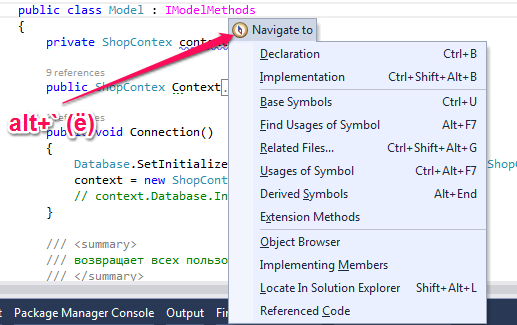 public class Model : IModelMethods
{
private ShopContex conte
9 references
public ShopContex Context
alt+` (ё)
public void Connection()
{
Database.SetInitialize
ShopC
context = new ShopConte
// context.Database.In
}
/// <summary>
/// возвращает всех пользо
/// </summary>
Navigate to
Declaration Ctrl+B
Implementation Ctrl+Shift+Alt+B
Base Symbols Ctrl+U
Find Usages of Symbol Alt+F7
Related Files... Ctrl+Shift+Alt+G
Usages of Symbol Ctrl+Alt+F7
Derived Symbols Alt+End
Extension Methods
Object Browser
Implementing Members
Locate In Solution Explorer Shift+Alt+L
Referenced Code
t Package Manager Console Output Fin